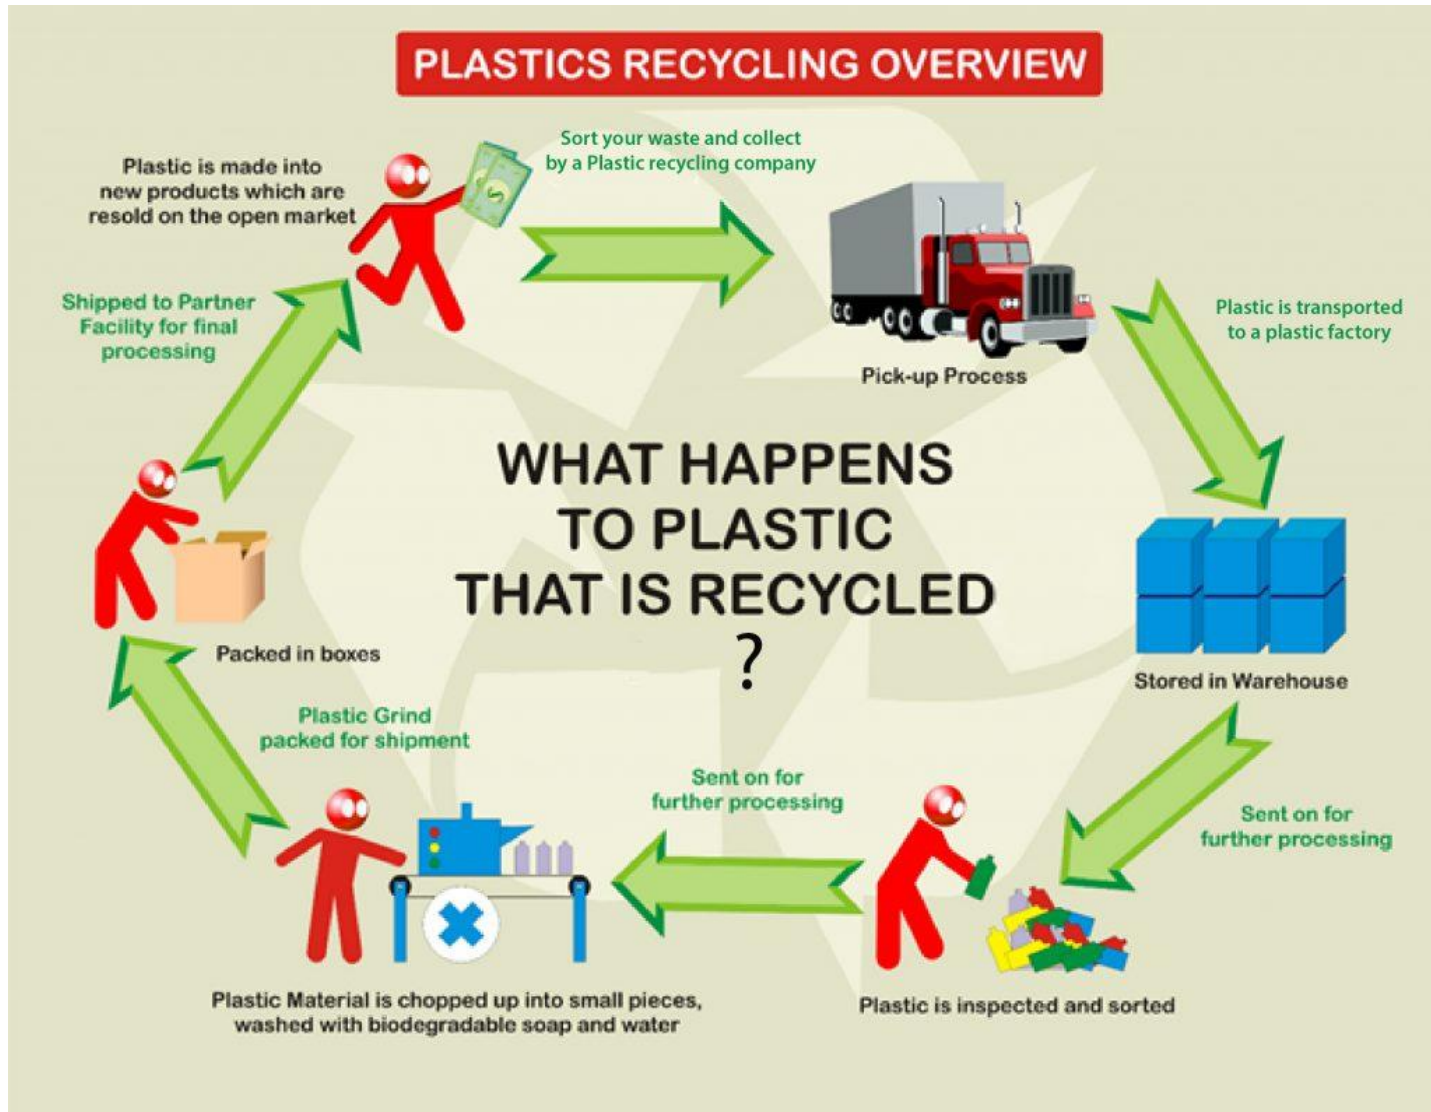 PLASTICS RECYCLING OVERVIEW
Sort your waste and collect
by a Plastic recycling company
Pick-up Process
Plastic is transported
to a plastic factory
Stored in Warehouse
Sent on for
further processing
Plastic is inspected and sorted
Sent on for
further processing
Plastic Material is chopped up into small pieces,
washed with biodegradable soap and water
Plastic Grind
packed for shipment
Packed in boxes
Shipped to Partner
Facility for final
processing
Plastic is made into
new products which are
resold on the open market
WHAT HAPPENS
TO PLASTIC
THAT IS RECYCLED
?